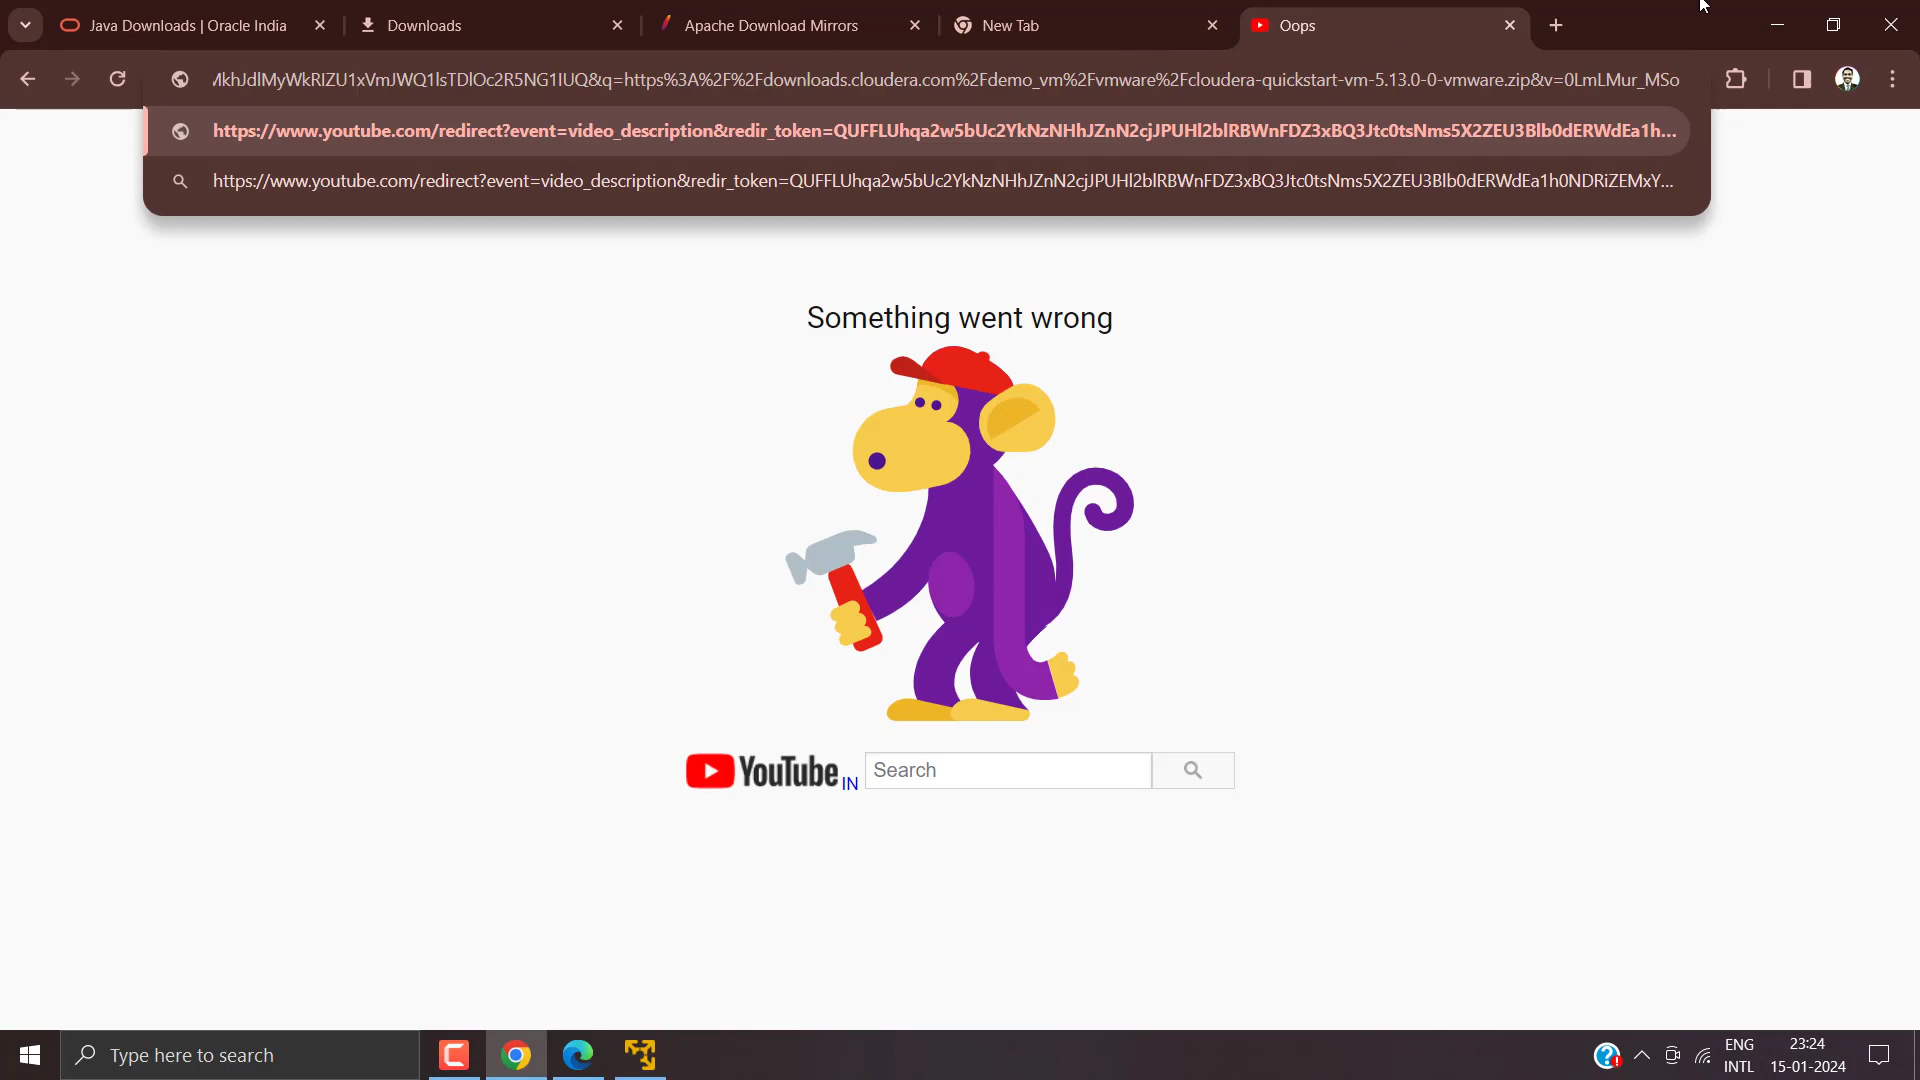 Java Downloads | Oracle India
Downloads
Apache Download Mirrors
New Tab
Oops
MkhJdlMyWkRIZU1xVmJWQ1lsTDlOc2R5NG1IUQ&q=https%3A%2F%2Fdownloads.cloudera.com%2Fdemo_vm%2Fvmware%2Fcloudera-quickstart-vm-5.13.0-0-vmware.zip&v=0LmLMur_MSo
https://www.youtube.com/redirect?event=video_description&redir_token=QUFFLUhqa2w5bUc2YkNzNHhJZnN2cjJPUHl2blRBWnFDZ3xBQ3Jtc0tsNms5X2ZEU3Blb0dERWdEa1h...
https://www.youtube.com/redirect?event=video_description&redir_token=QUFFLUhqa2w5bUc2YkNzNHhJZnN2cjJPUHl2blRBWnFDZ3xBQ3Jtc0tsNms5X2ZEU3Blb0dERWdEa1h0NDRiZEMxY...
Something went wrong
YouTube IN
Search
Type here to search
ENG
INTL
23:24
15-01-2024